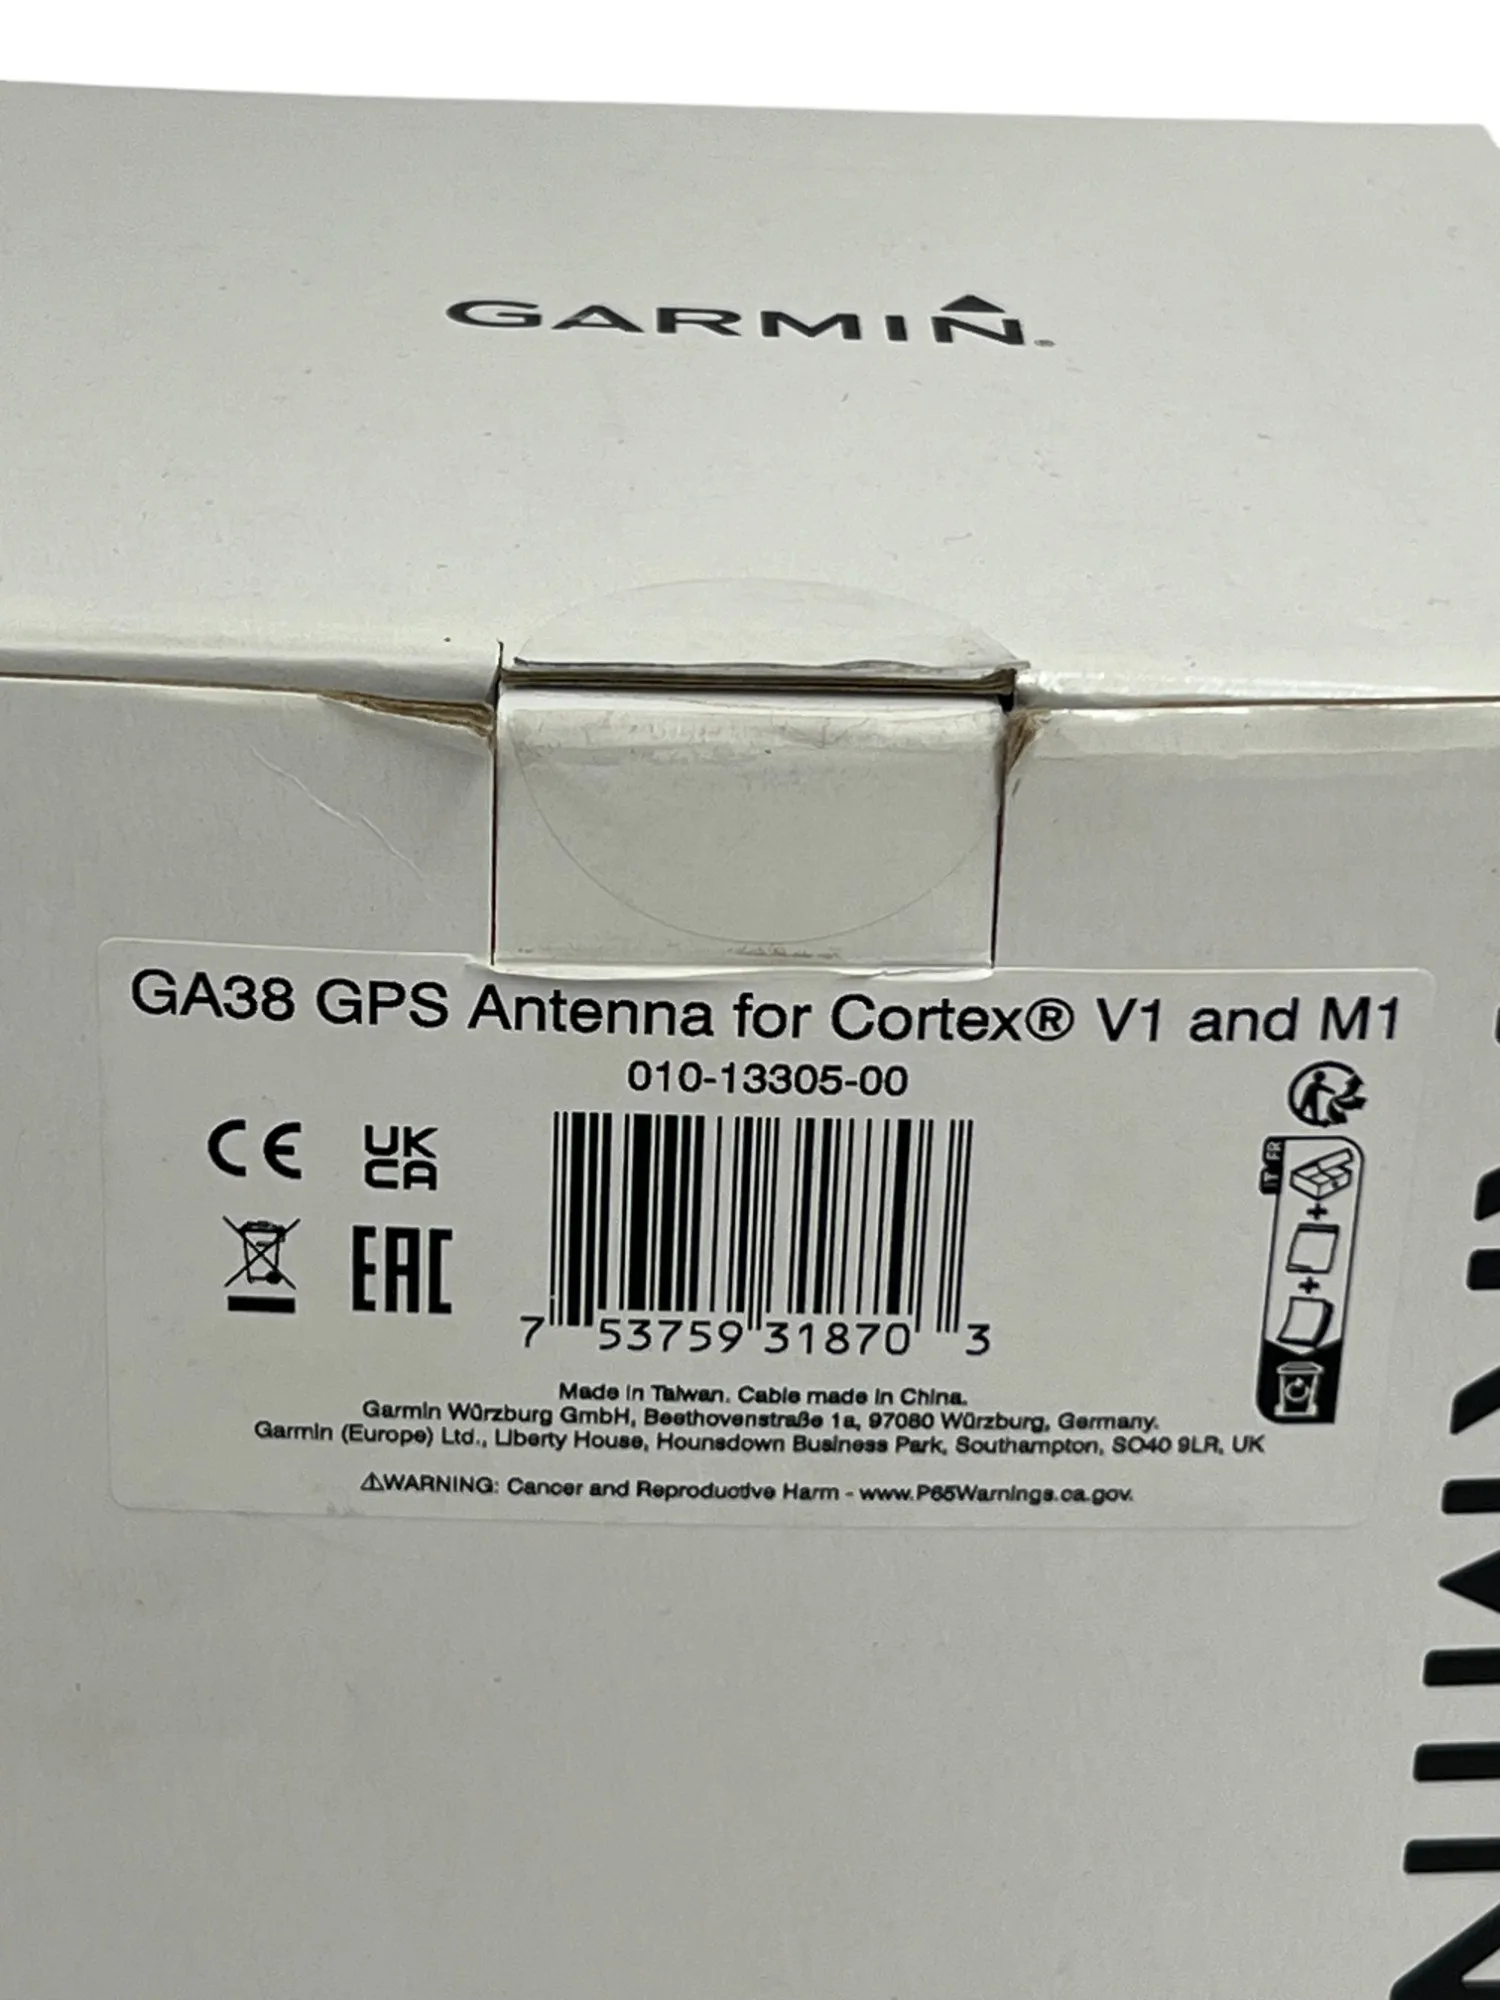 GARMIN®
GA38 GPS Antenna for Cortex® V1 and M1
010-13305-00
CE
UK
CA
EAC
FR
IT
7 53759 31870 3
Made in Taiwan. Cable made in China.
Garmin Würzburg GmbH, Beethovenstraße 1a, 97080 Würzburg, Germany.
Garmin (Europe) Ltd., Liberty House, Hounsdown Business Park, Southampton, SO40 9LR, UK
⚠WARNING: Cancer and Reproductive Harm - www.P65Warnings.ca.gov.